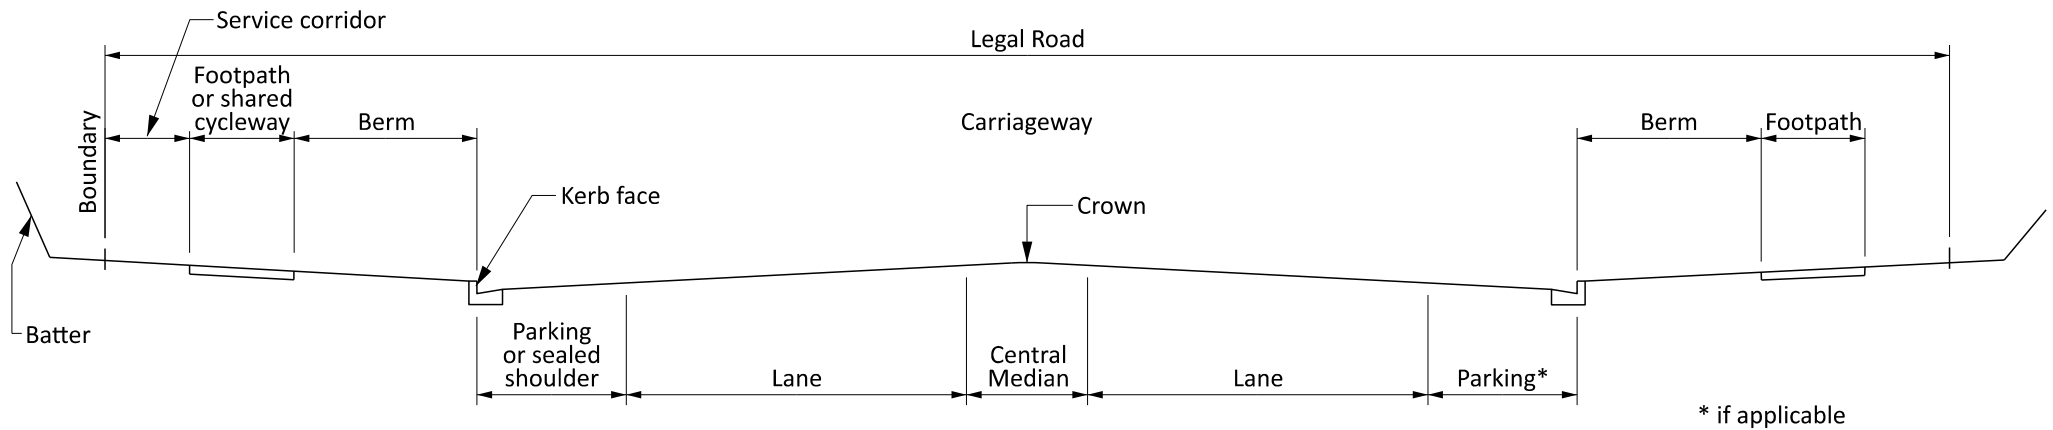 Service corridor
Legal Road
Footpath
or shared
cycleway
Boundary
Berm
Carriageway
Berm
Footpath
Kerb face
Crown
Batter
Parking
or sealed
shoulder
Lane
Central
Median
Lane
Parking*
* if applicable